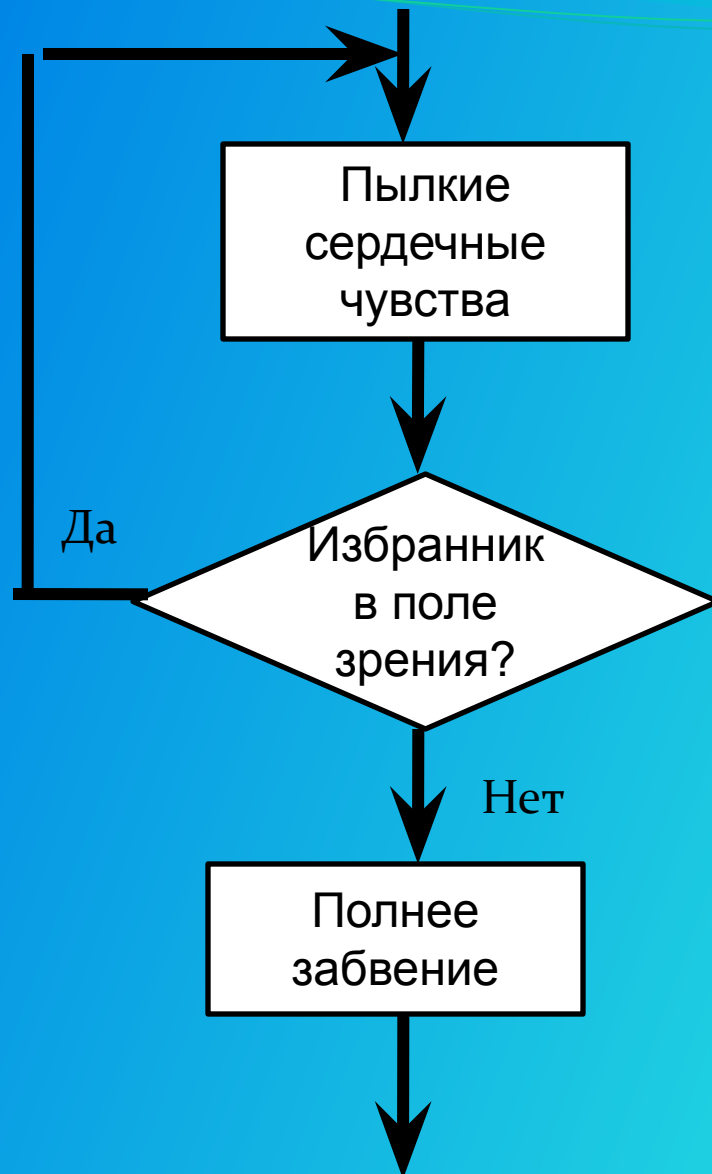 Пылкие
сердечные
чувства
Да
Избранник
в поле
зрения?
Нет
Полнее
забвение